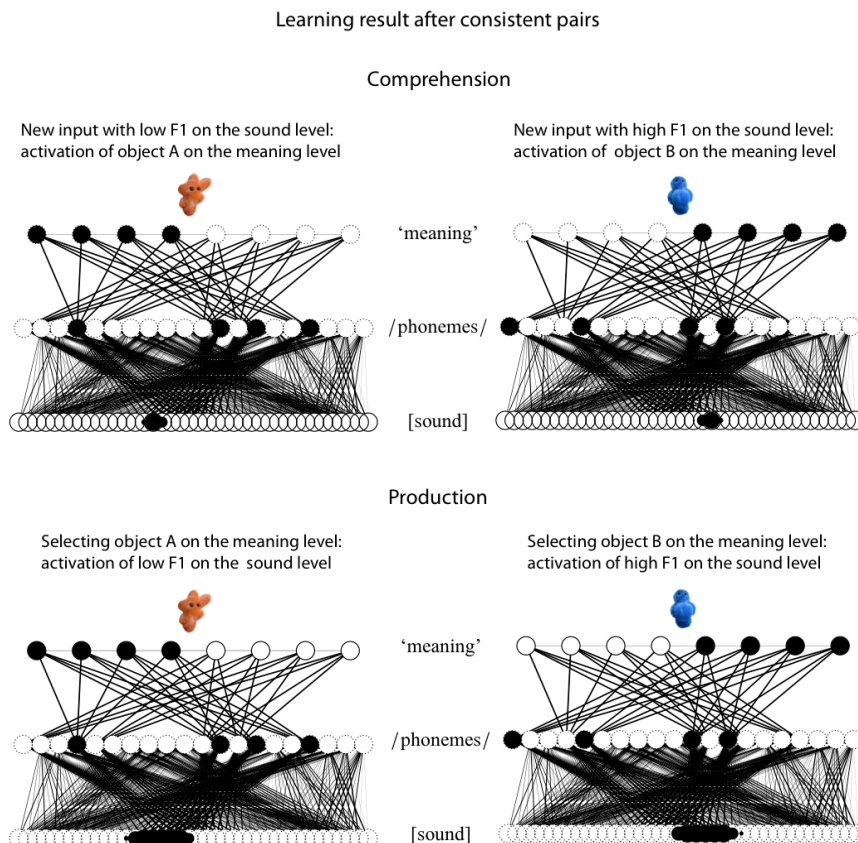 Learning result after consistent pairs
Comprehension
New input with low F1 on the sound level:
activation of object A on the meaning level
New input with high F1 on the sound level:
activation of object B on the meaning level
‘meaning’
/phonemes/
[sound]
Production
Selecting object A on the meaning level:
activation of low F1 on the sound level
Selecting object B on the meaning level:
activation of high F1 on the sound level
‘meaning’
/phonemes/
[sound]